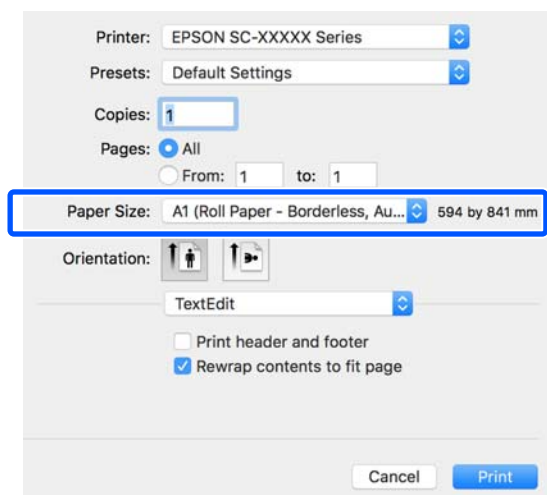 Printer: EPSON SC-XXXXX Series
Presets: Default Settings
Copies: 1
Pages: All
From: 1 to: 1
Paper Size: A1 (Roll Paper - Borderless, Au... 594 by 841 mm
Orientation:
TextEdit
Print header and footer
Rewrap contents to fit page
Cancel Print